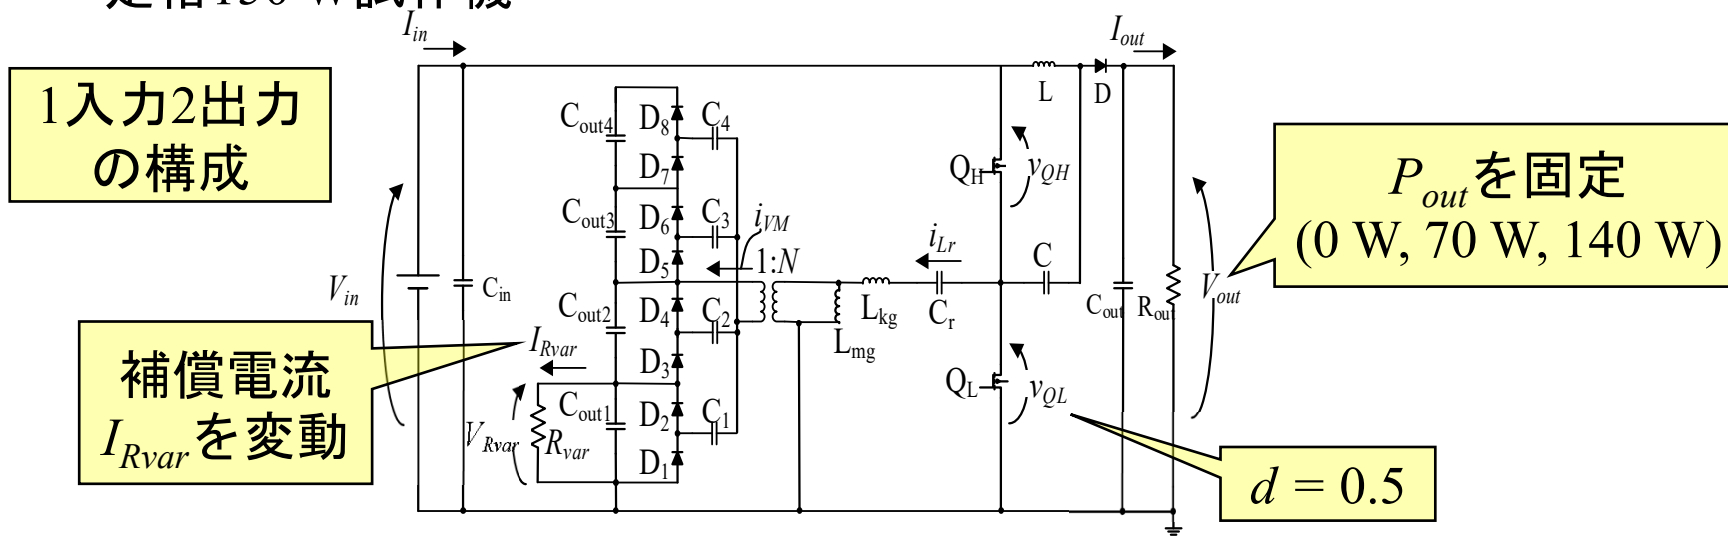 定格150 W試作機
I_in
I_out
1入力2出力
の構成
L
D
C_out4
D_8
C_4
D_7
Q_H
v_QH
P_outを固定
(0 W, 70 W, 140 W)
C_out3
D_6
C_3
i_VM
i_Lr
C
D_5
1:N
V_in
C_in
V_out
C_out2
D_4
C_2
L_kg
C_r
C_out
R_out
L_mg
補償電流
I_Rvarを変動
I_Rvar
D_3
Q_L
v_QL
C_out1
D_2
C_1
V_Rvar
R_var
D_1
d = 0.5